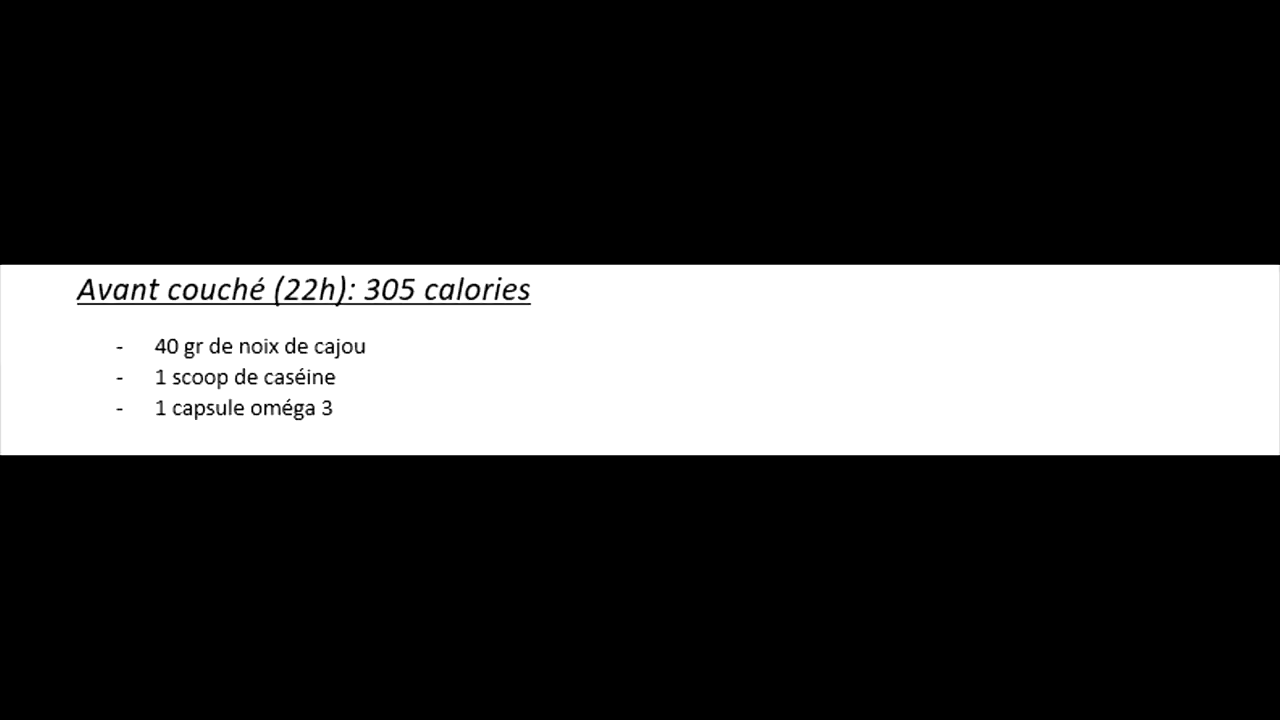 Avant couché (22h): 305 calories
- 40 gr de noix de cajou
- 1 scoop de caséine
- 1 capsule oméga 3